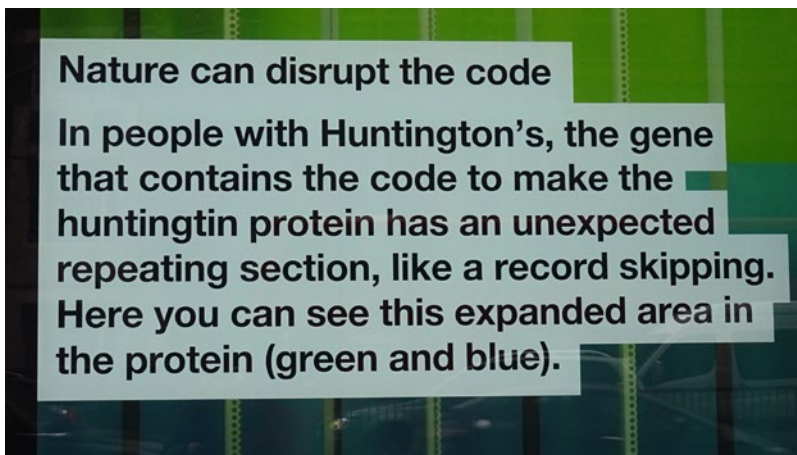 Nature can disrupt the code
In people with Huntington's, the gene
that contains the code to make the
huntingtin protein has an unexpected
repeating section, like a record skipping.
Here you can see this expanded area in
the protein (green and blue).